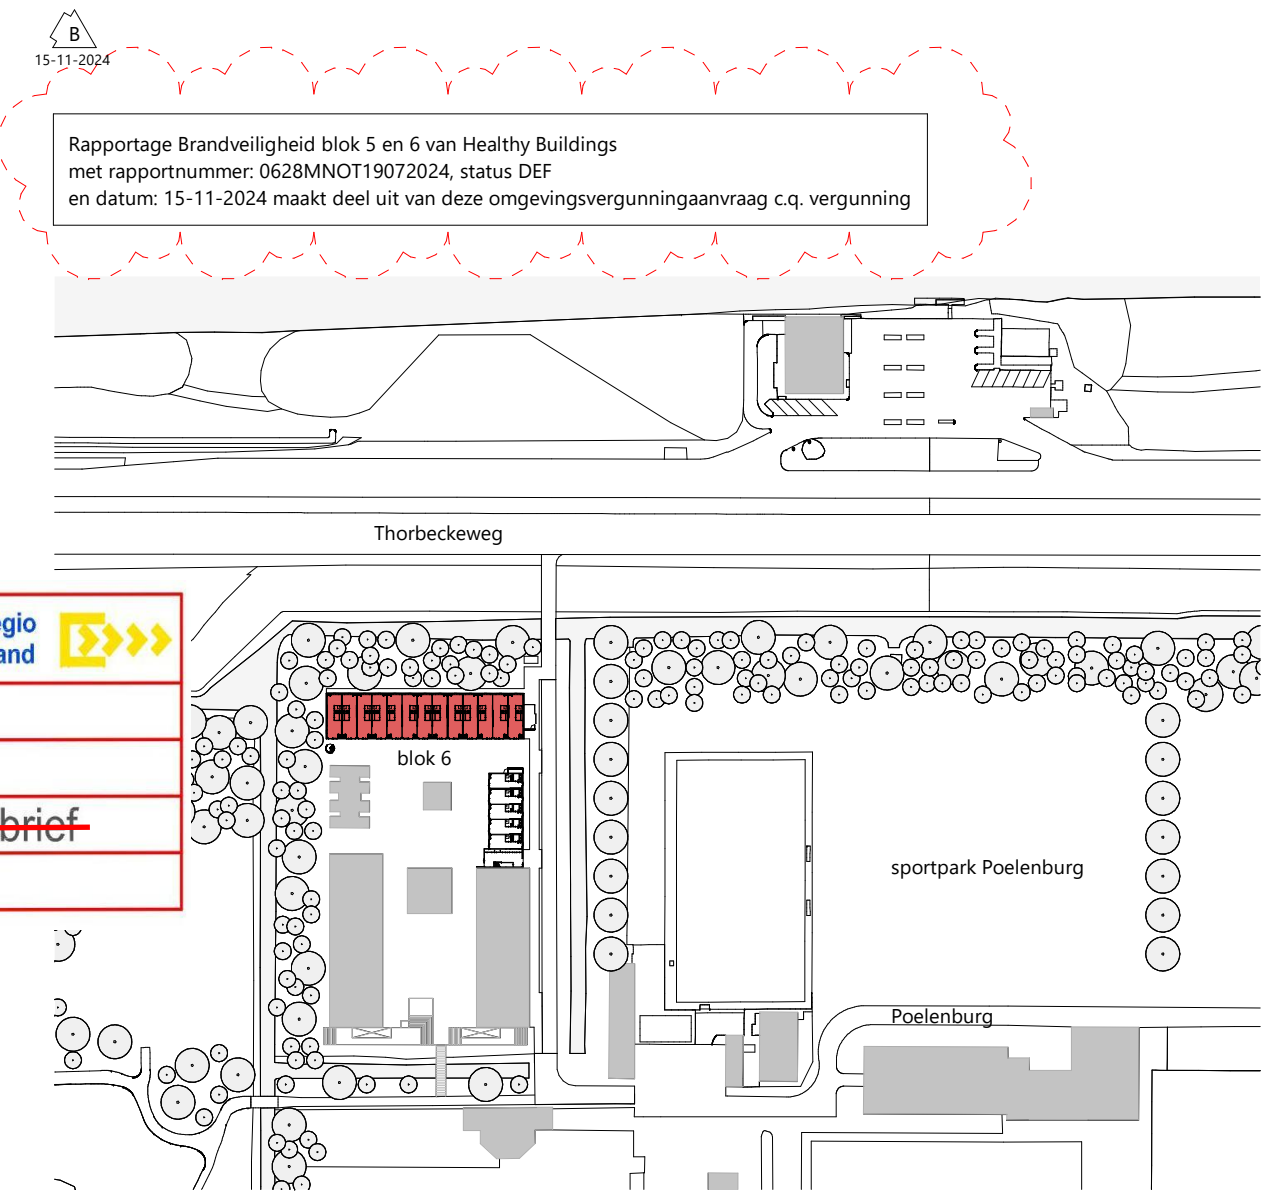 B
15-11-2024
Rapportage Brandveiligheid blok 5 en 6 van Healthy Buildings
met rapportnummer: 0628MNOT19072024, status DEF
en datum: 15-11-2024 maakt deel uit van deze omgevingsvergunningaanvraag c.q. vergunning
Thorbeckeweg
egio
and
blok 6
brief
sportpark Poelenburg
Poelenburg